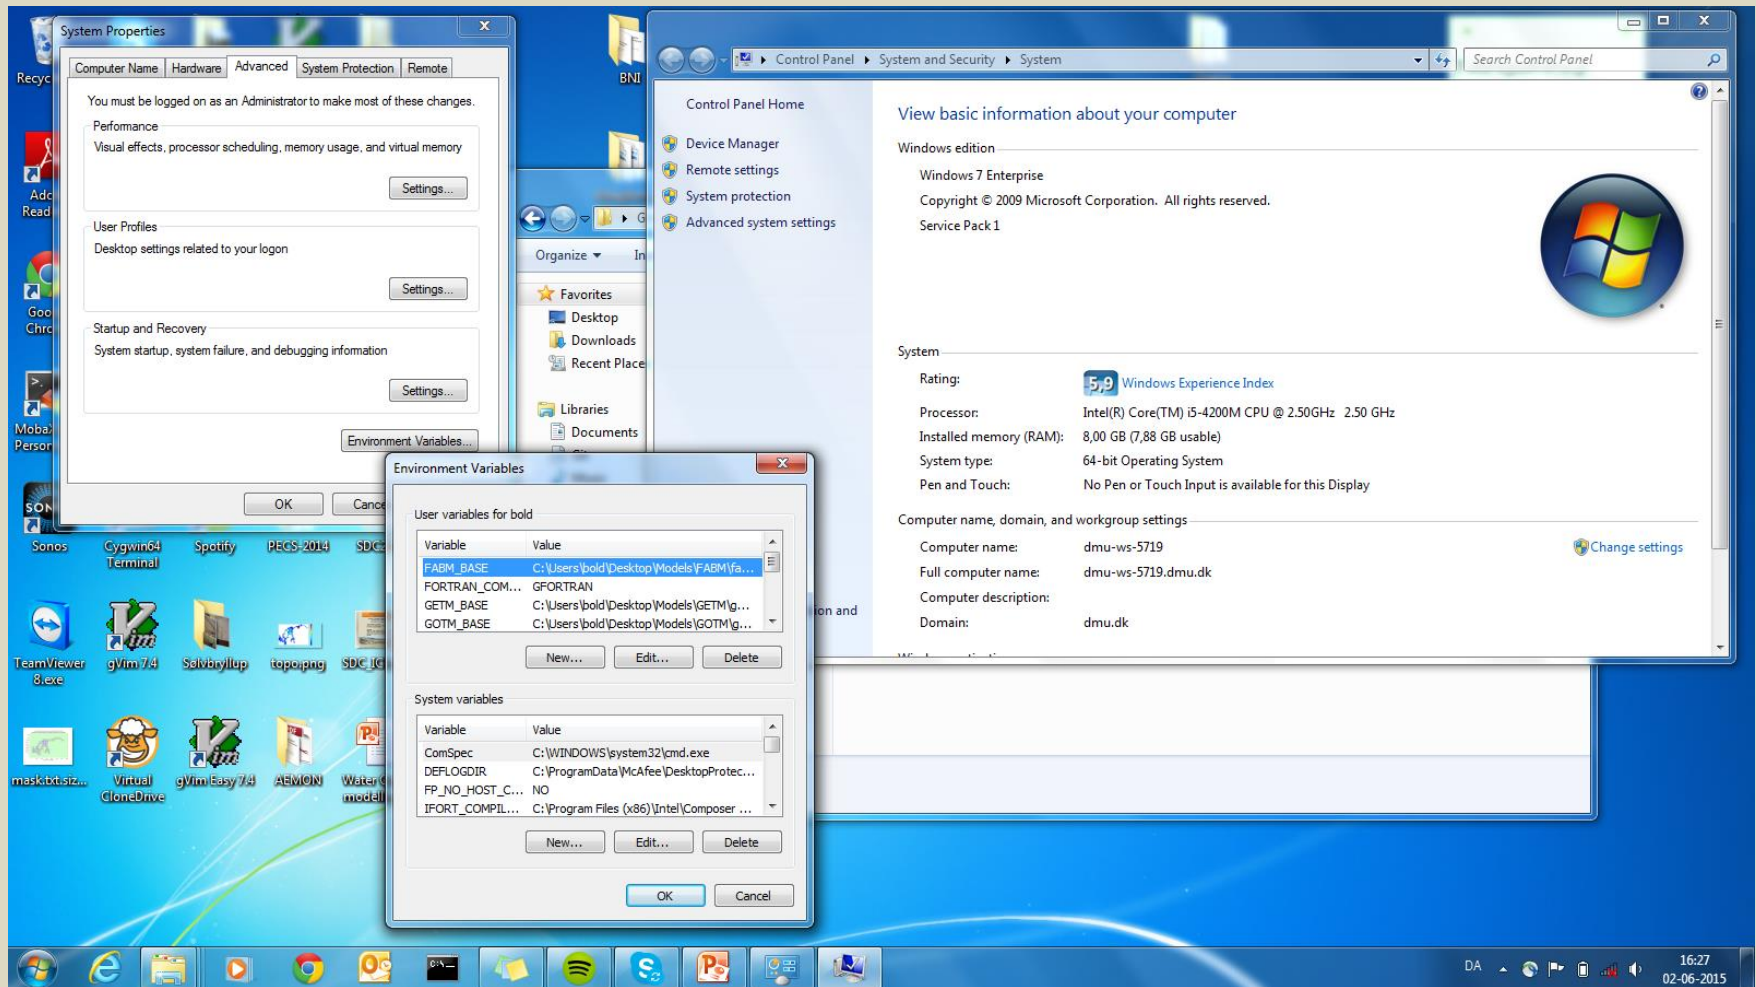 System Properties
Computer Name Hardware Advanced System Protection Remote
You must be logged on as an Administrator to make most of these changes.
Performance
Visual effects, processor scheduling, memory usage, and virtual memory
Settings...
User Profiles
Desktop settings related to your logon
Settings...
Startup and Recovery
System startup, system failure, and debugging information
Settings...
Environment Variables...
OK
Environment Variables
User variables for bold
Variable Value
FABM_BASE C:\Users\bold\Desktop\Models\FABM\fa...
FORTRAN_COM... GFORTRAN
GETM_BASE C:\Users\bold\Desktop\Models\GETM\g...
GOTM_BASE C:\Users\bold\Desktop\Models\GOTM\g...
New... Edit... Delete
System variables
Variable Value
ComSpec C:\WINDOWS\system32\cmd.exe
DEFLOGDIR C:\ProgramData\McAfee\DesktopProtec...
FP_NO_HOST_C... NO
IFORT_COMPIL... C:\Program Files (x86)\Intel\Composer ...
New... Edit... Delete
OK Cancel
BNI
Organize
Favorites
Desktop
Downloads
Recent Place
Libraries
Documents
Control Panel System and Security System
Search Control Panel
Control Panel Home
Device Manager
Remote settings
System protection
Advanced system settings
View basic information about your computer
Windows edition
Windows 7 Enterprise
Copyright © 2009 Microsoft Corporation. All rights reserved.
Service Pack 1
System
Rating: 5,9 Windows Experience Index
Processor: Intel(R) Core(TM) i5-4200M CPU @ 2.50GHz 2.50 GHz
Installed memory (RAM): 8,00 GB (7,88 GB usable)
System type: 64-bit Operating System
Pen and Touch: No Pen or Touch Input is available for this Display
Computer name, domain, and workgroup settings
Computer name: dmu-ws-5719
Change settings
Full computer name: dmu-ws-5719.dmu.dk
Computer description:
Domain: dmu.dk
and
Sonos
Cygwin64 Terminal
Spotify
PECS-2014
TeamViewer 8.exe
gVim 7.4
Sølvbryllup
topo.png
mask.txt.siz...
Virtual CloneDrive
gVim Easy 7.4
AEMON
Water
DA
16:27
02-06-2015